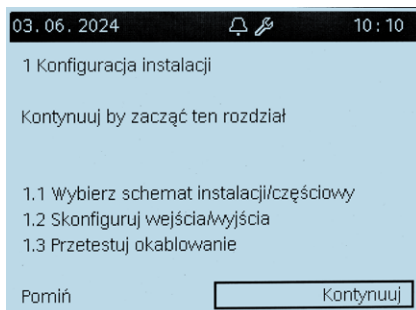 03.06.2024 10:10
1 Konfiguracja instalacji
Kontynuuj by zacząć ten rozdział
1.1 Wybierz schemat instalacji/częściowy
1.2 Skonfiguruj wejścia/wyjścia
1.3 Przetestuj okablowanie
Pomiń Kontynuuj